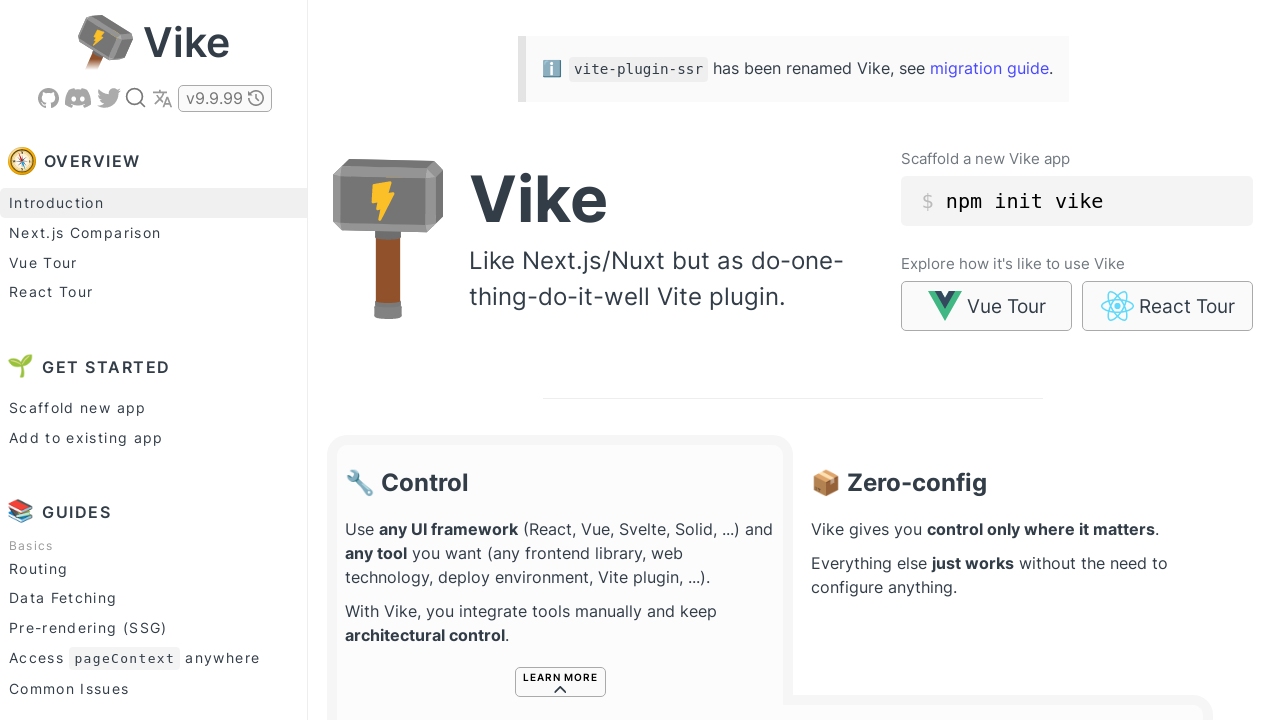 Vike
v9.9.99
OVERVIEW
Introduction
Next.js Comparison
Vue Tour
React Tour
GET STARTED
Scaffold new app
Add to existing app
GUIDES
Basics
Routing
Data Fetching
Pre-rendering (SSG)
Access pageContext anywhere
Common Issues
vite-plugin-ssr has been renamed Vike, see migration guide.
Vike
Like Next.js/Nuxt but as do-one-
thing-do-it-well Vite plugin.
Scaffold a new Vike app
$ npm init vike
Explore how it's like to use Vike
Vue Tour
React Tour
🔧 Control
Use any UI framework (React, Vue, Svelte, Solid, ...) and
any tool you want (any frontend library, web
technology, deploy environment, Vite plugin, ...).
With Vike, you integrate tools manually and keep
architectural control.
LEARN MORE
📦 Zero-config
Vike gives you control only where it matters.
Everything else just works without the need to
configure anything.